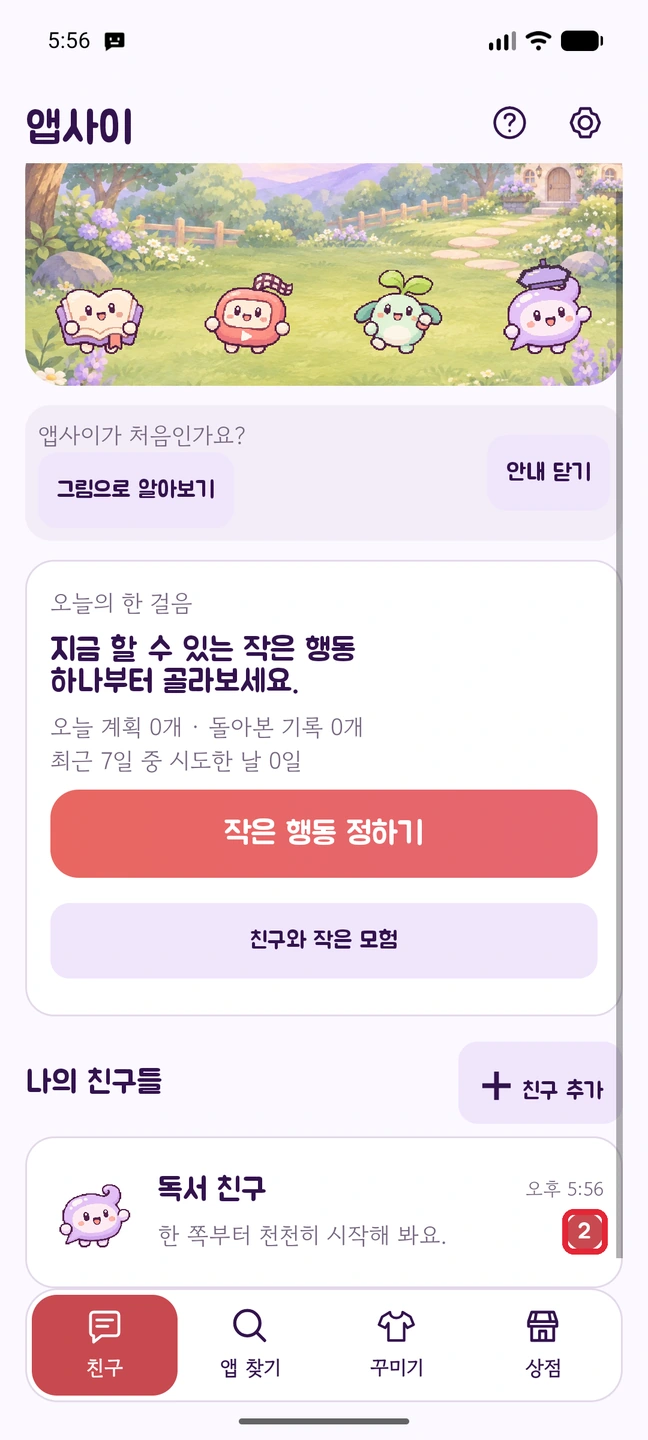 5:56
앱사이
앱사이가 처음인가요?
그림으로 알아보기
안내 닫기
오늘의 한 걸음
지금 할 수 있는 작은 행동
하나부터 골라보세요.
오늘 계획 0개 · 돌아본 기록 0개
최근 7일 중 시도한 날 0일
작은 행동 정하기
친구와 작은 모험
나의 친구들
친구 추가
독서 친구
오후 5:56
한 쪽부터 천천히 시작해 봐요.
2
친구
앱 찾기
꾸미기
상점